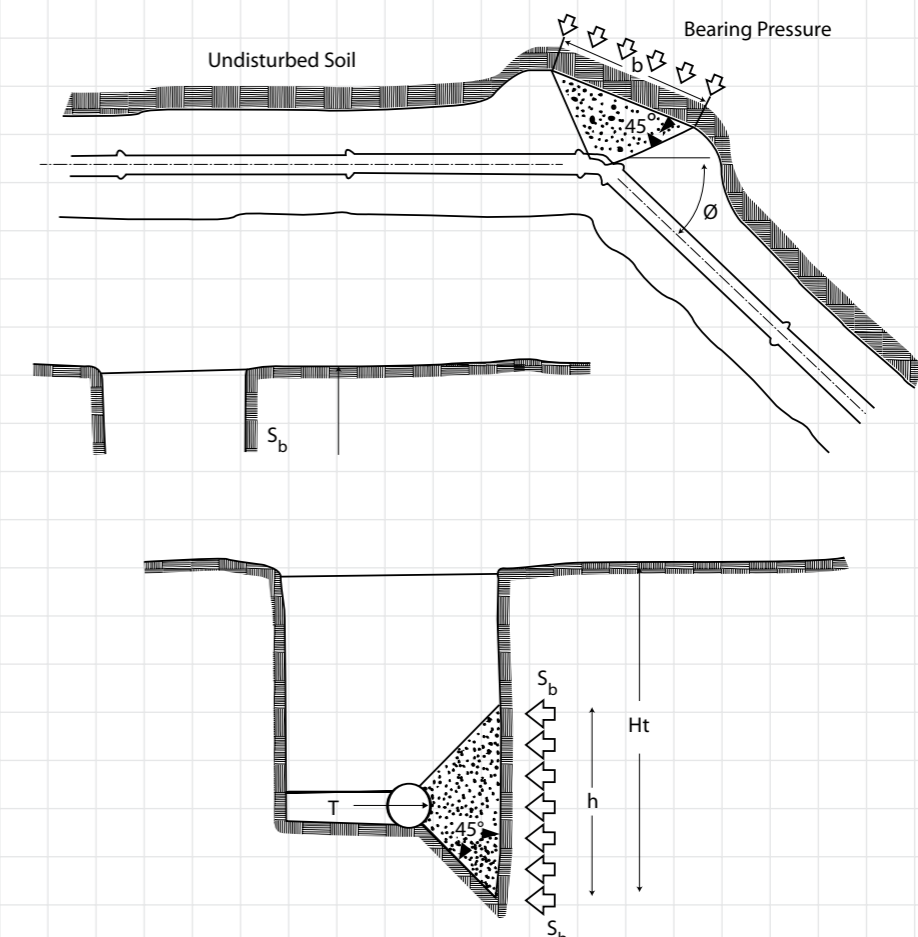 Bearing Pressure
Undisturbed Soil
b
45°
Ø
S_b
S_b
Ht
h
T
45°
S_b